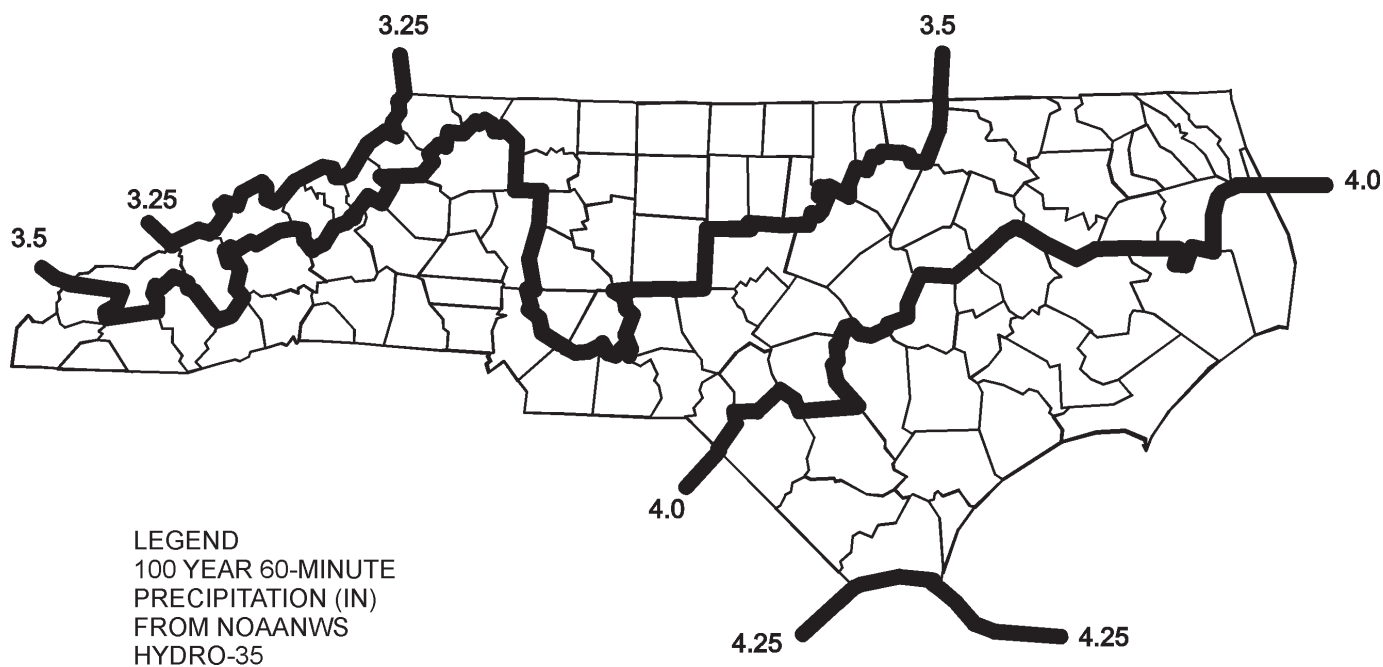 3.25
3.5
3.25
4.0
3.5
4.0
LEGEND
100 YEAR 60-MINUTE
PRECIPITATION (IN)
FROM NOAANWS
HYDRO-35
4.25
4.25